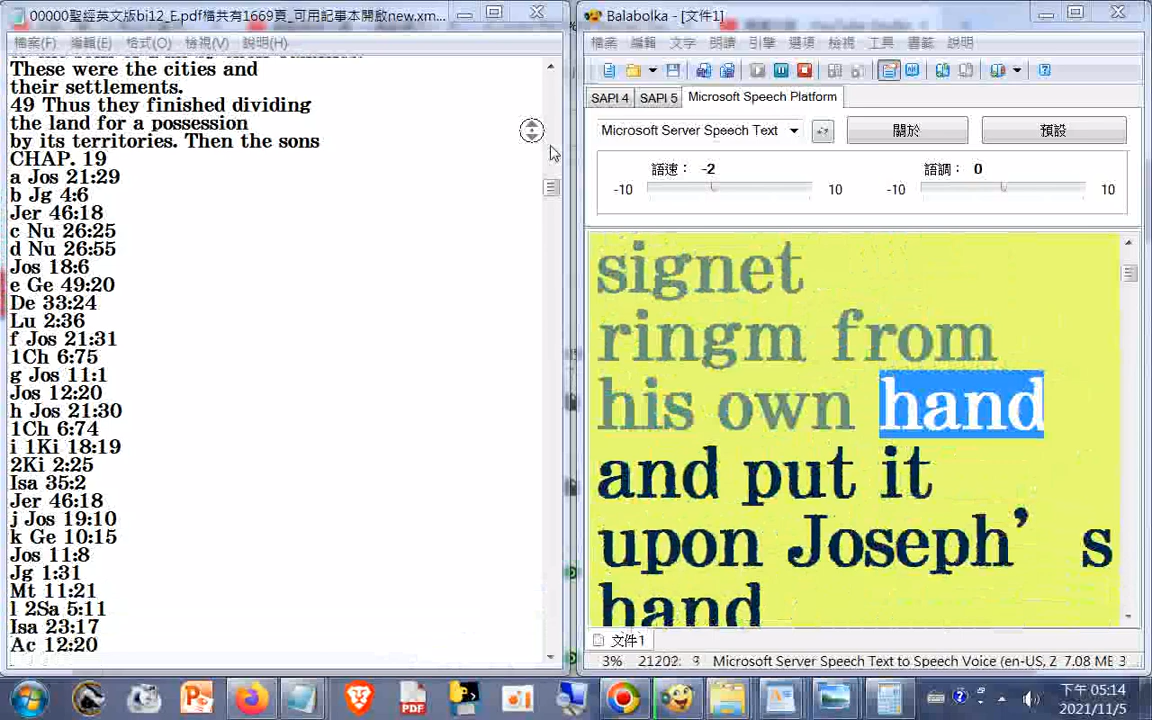 00000聖經英文版bi12_E.pdf檔共有1669頁_可用記事本開啟new.xm...
檔案(F) 編輯(E) 格式(O) 檢視(V) 說明(H)
These were the cities and
their settlements.
49 Thus they finished dividing
the land for a possession
by its territories. Then the sons
CHAP. 19
a Jos 21:29
b Jg 4:6
Jer 46:18
c Nu 26:25
d Nu 26:55
Jos 18:6
e Ge 49:20
De 33:24
Lu 2:36
f Jos 21:31
1Ch 6:75
g Jos 11:1
Jos 12:20
h Jos 21:30
1Ch 6:74
i 1Ki 18:19
2Ki 2:25
Isa 35:2
Jer 46:18
j Jos 19:10
k Ge 10:15
Jos 11:8
Jg 1:31
Mt 11:21
l 2Sa 5:11
Isa 23:17
Ac 12:20
Balabolka - [文件1]
檔案 編輯 文字 朗讀 引擎 選項 檢視 工具 書籤 說明
SAPI 4 SAPI 5 Microsoft Speech Platform
Microsoft Server Speech Text 關於 預設
語速： -2 語調： 0
-10 10 -10 10
signet
ringm from
his own hand
and put it
upon Joseph’s
hand
文件1
3% 21202: Microsoft Server Speech Text to Speech Voice (en-US, 2 7.08 MB 3
PDF
下午 05:14
2021/11/5